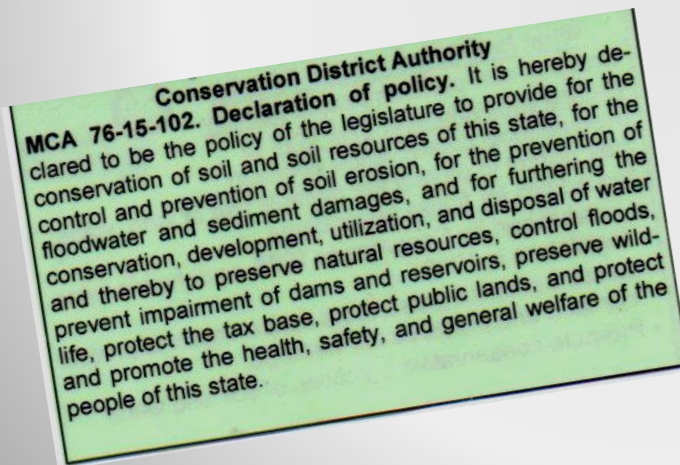 Conservation District Authority
MCA 76-15-102. Declaration of policy. It is hereby de-
clared to be the policy of the legislature to provide for the
conservation of soil and soil resources of this state, for the
control and prevention of soil erosion, for the prevention of
floodwater and sediment damages, and for furthering the
conservation, development, utilization, and disposal of water
and thereby to preserve natural resources, control floods,
prevent impairment of dams and reservoirs, preserve wild-
life, protect the tax base, protect public lands, and protect
and promote the health, safety, and general welfare of the
people of this state.